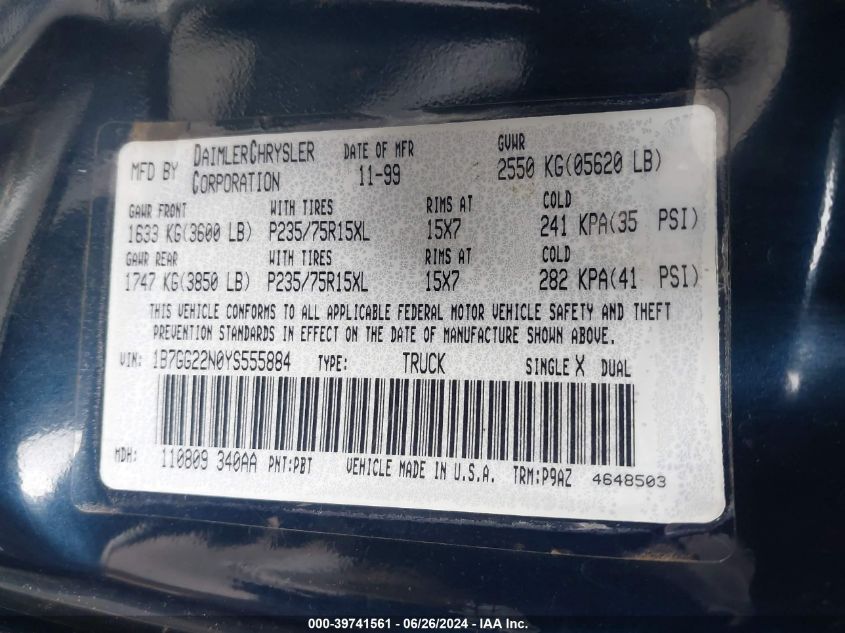 MFD BY DAIMLERCHRYSLER CORPORATION DATE OF MFR 11-99 GVWR 2550 KG(05620 LB)
GAWR FRONT WITH TIRES RIMS AT COLD
1633 KG(3600 LB) P235/75R15XL 15X7 241 KPA(35 PSI)
GAWR REAR WITH TIRES RIMS AT COLD
1747 KG(3850 LB) P235/75R15XL 15X7 282 KPA(41 PSI)
THIS VEHICLE CONFORMS TO ALL APPLICABLE FEDERAL MOTOR VEHICLE SAFETY AND THEFT
PREVENTION STANDARDS IN EFFECT ON THE DATE OF MANUFACTURE SHOWN ABOVE.
VIN: 1B7GG22N0YS555884 TYPE: TRUCK SINGLE X DUAL
MDH: 110809 340AA PNT:PBT VEHICLE MADE IN U.S.A. TRM:P9AZ 4648503
000-39741561 - 06/26/2024 - IAA Inc.